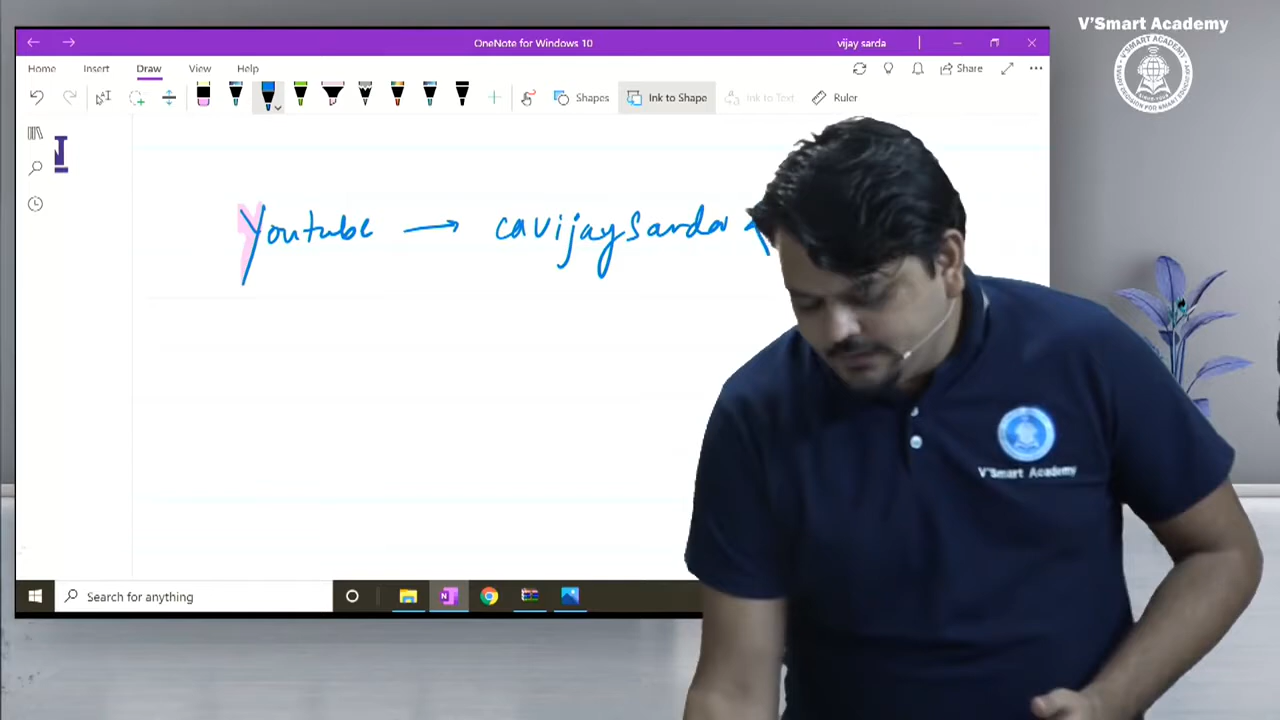 V'Smart Academy
OneNote for Windows 10
vijay sarda
Home Insert Draw View Help
Share
Shapes Ink to Shape Ink to Text Ruler
Youtube → cavijaysarda
V'Smart Academy
Search for anything